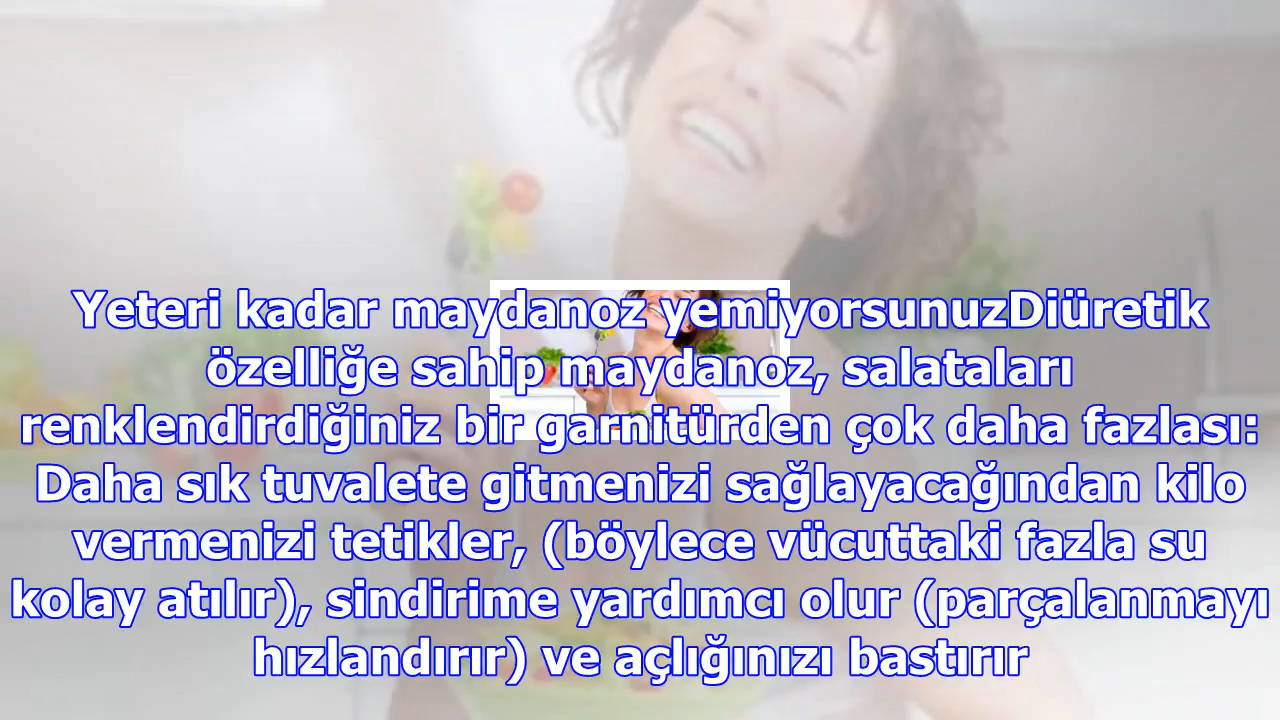 Yeteri kadar maydanoz yemiyorsunuzDiüretik
özelliğe sahip maydanoz, salataları
renklendirdiğiniz bir garnitürden çok daha fazlası:
Daha sık tuvalete gitmenizi sağlayacağından kilo
vermenizi tetikler, (böylece vücuttaki fazla su
kolay atılır), sindirime yardımcı olur (parçalanmayı
hızlandırır) ve açlığınızı bastırır